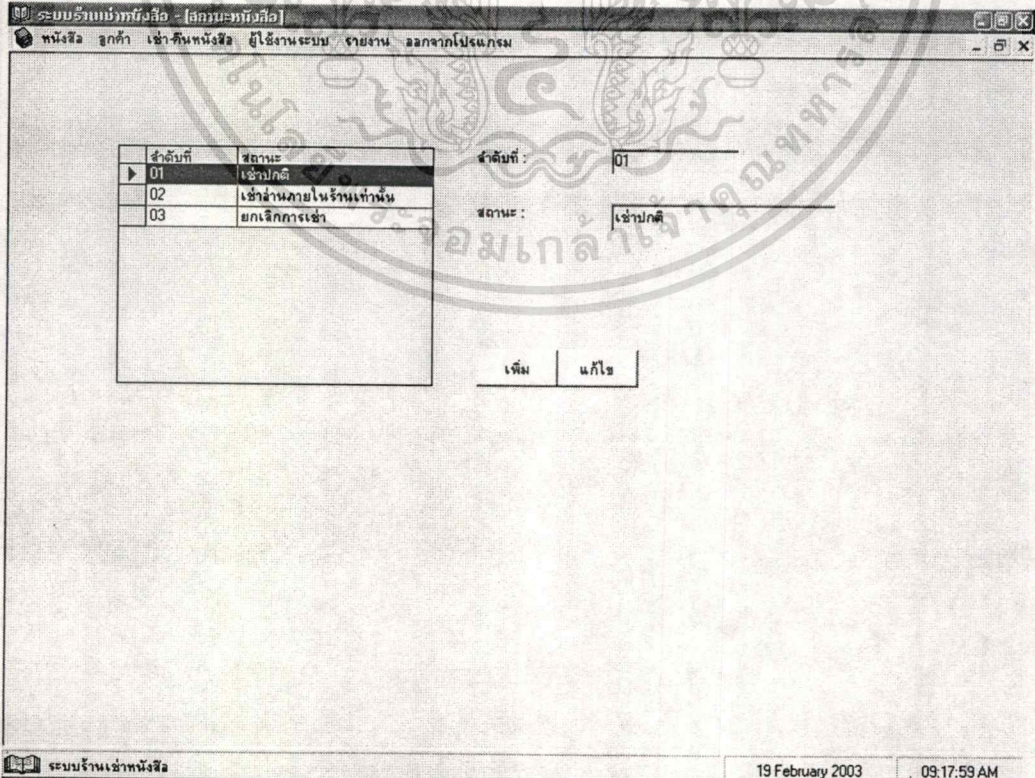 ระบบร้านเช่าหนังสือ - [สถานะหนังสือ]
หนังสือ ลูกค้า เช่า-คืนหนังสือ ผู้ใช้งานระบบ รายงาน ออกจากโปรแกรม
ลำดับที่ สถานะ
01 เช่าปกติ
02 เช่าอ่านภายในร้านเท่านั้น
03 ยกเลิกการเช่า
ลำดับที่ : 01
สถานะ : เช่าปกติ
เพิ่ม แก้ไข
ระบบร้านเช่าหนังสือ 19 February 2003 09:17:59 AM